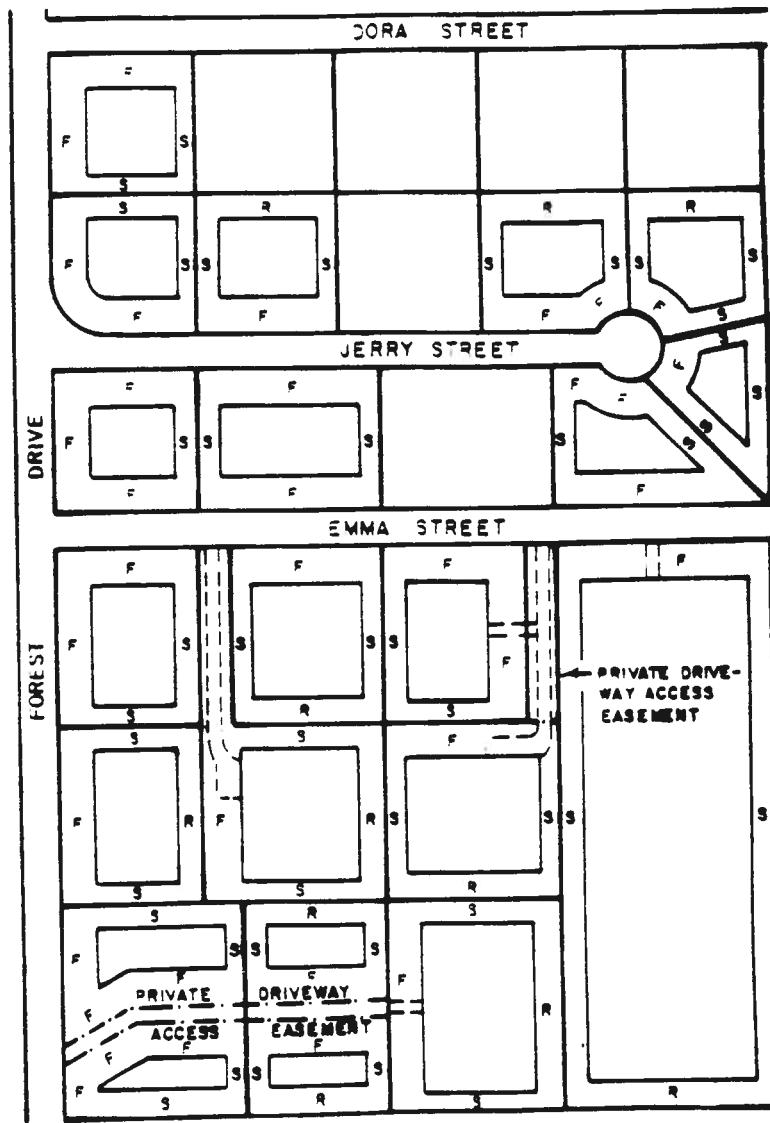 DORA STREET
F
F S
S
S R R R
F S S S S S S
F F
F F F S
JERRY STREET
S
F F F F
F S
DRIVE
F S S S S S
F F F
EMMA STREET
F F F F
F S S S S
F
FOREST
PRIVATE DRIVE-
WAY ACCESS
EASEMENT
S R S
S S F
F R F R S S S S
S S R
S R S
F S S S
F F F R
PRIVATE DRIVEWAY
F
ACCESS EASEMENT
F F F
F S S S
S R S R